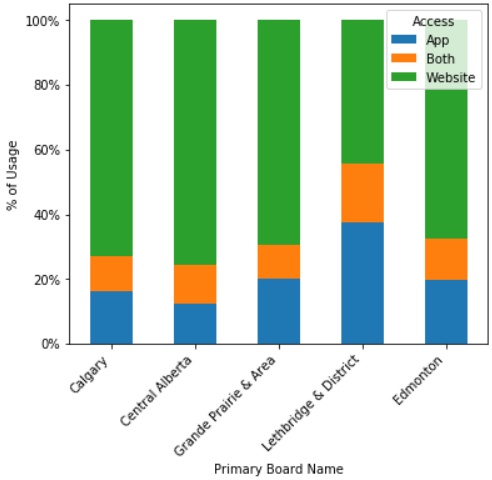 Access
App
Both
Website
100%
80%
60%
40%
20%
0%
% of Usage
Calgary
Central Alberta
Grande Prairie & Area
Lethbridge & District
Edmonton
Primary Board Name